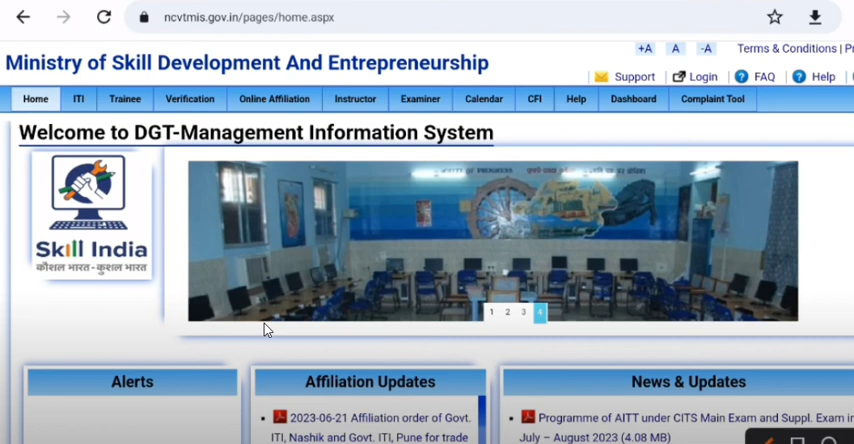 ncvtmis.gov.in/pages/home.aspx
+A A -A Terms & Conditions | Pr
Ministry of Skill Development And Entrepreneurship
Support | Login | FAQ | Help |
Home ITI Trainee Verification Online Affiliation Instructor Examiner Calendar CFI Help Dashboard Complaint Tool
Welcome to DGT-Management Information System
Skill India
कौशल भारत-कुशल भारत
1 2 3 4
Alerts Affiliation Updates News & Updates
2023-06-21 Affiliation order of Govt. Programme of AITT under CITS Main Exam and Suppl. Exam in
ITI, Nashik and Govt. ITI, Pune for trade July – August 2023 (4.08 MB)